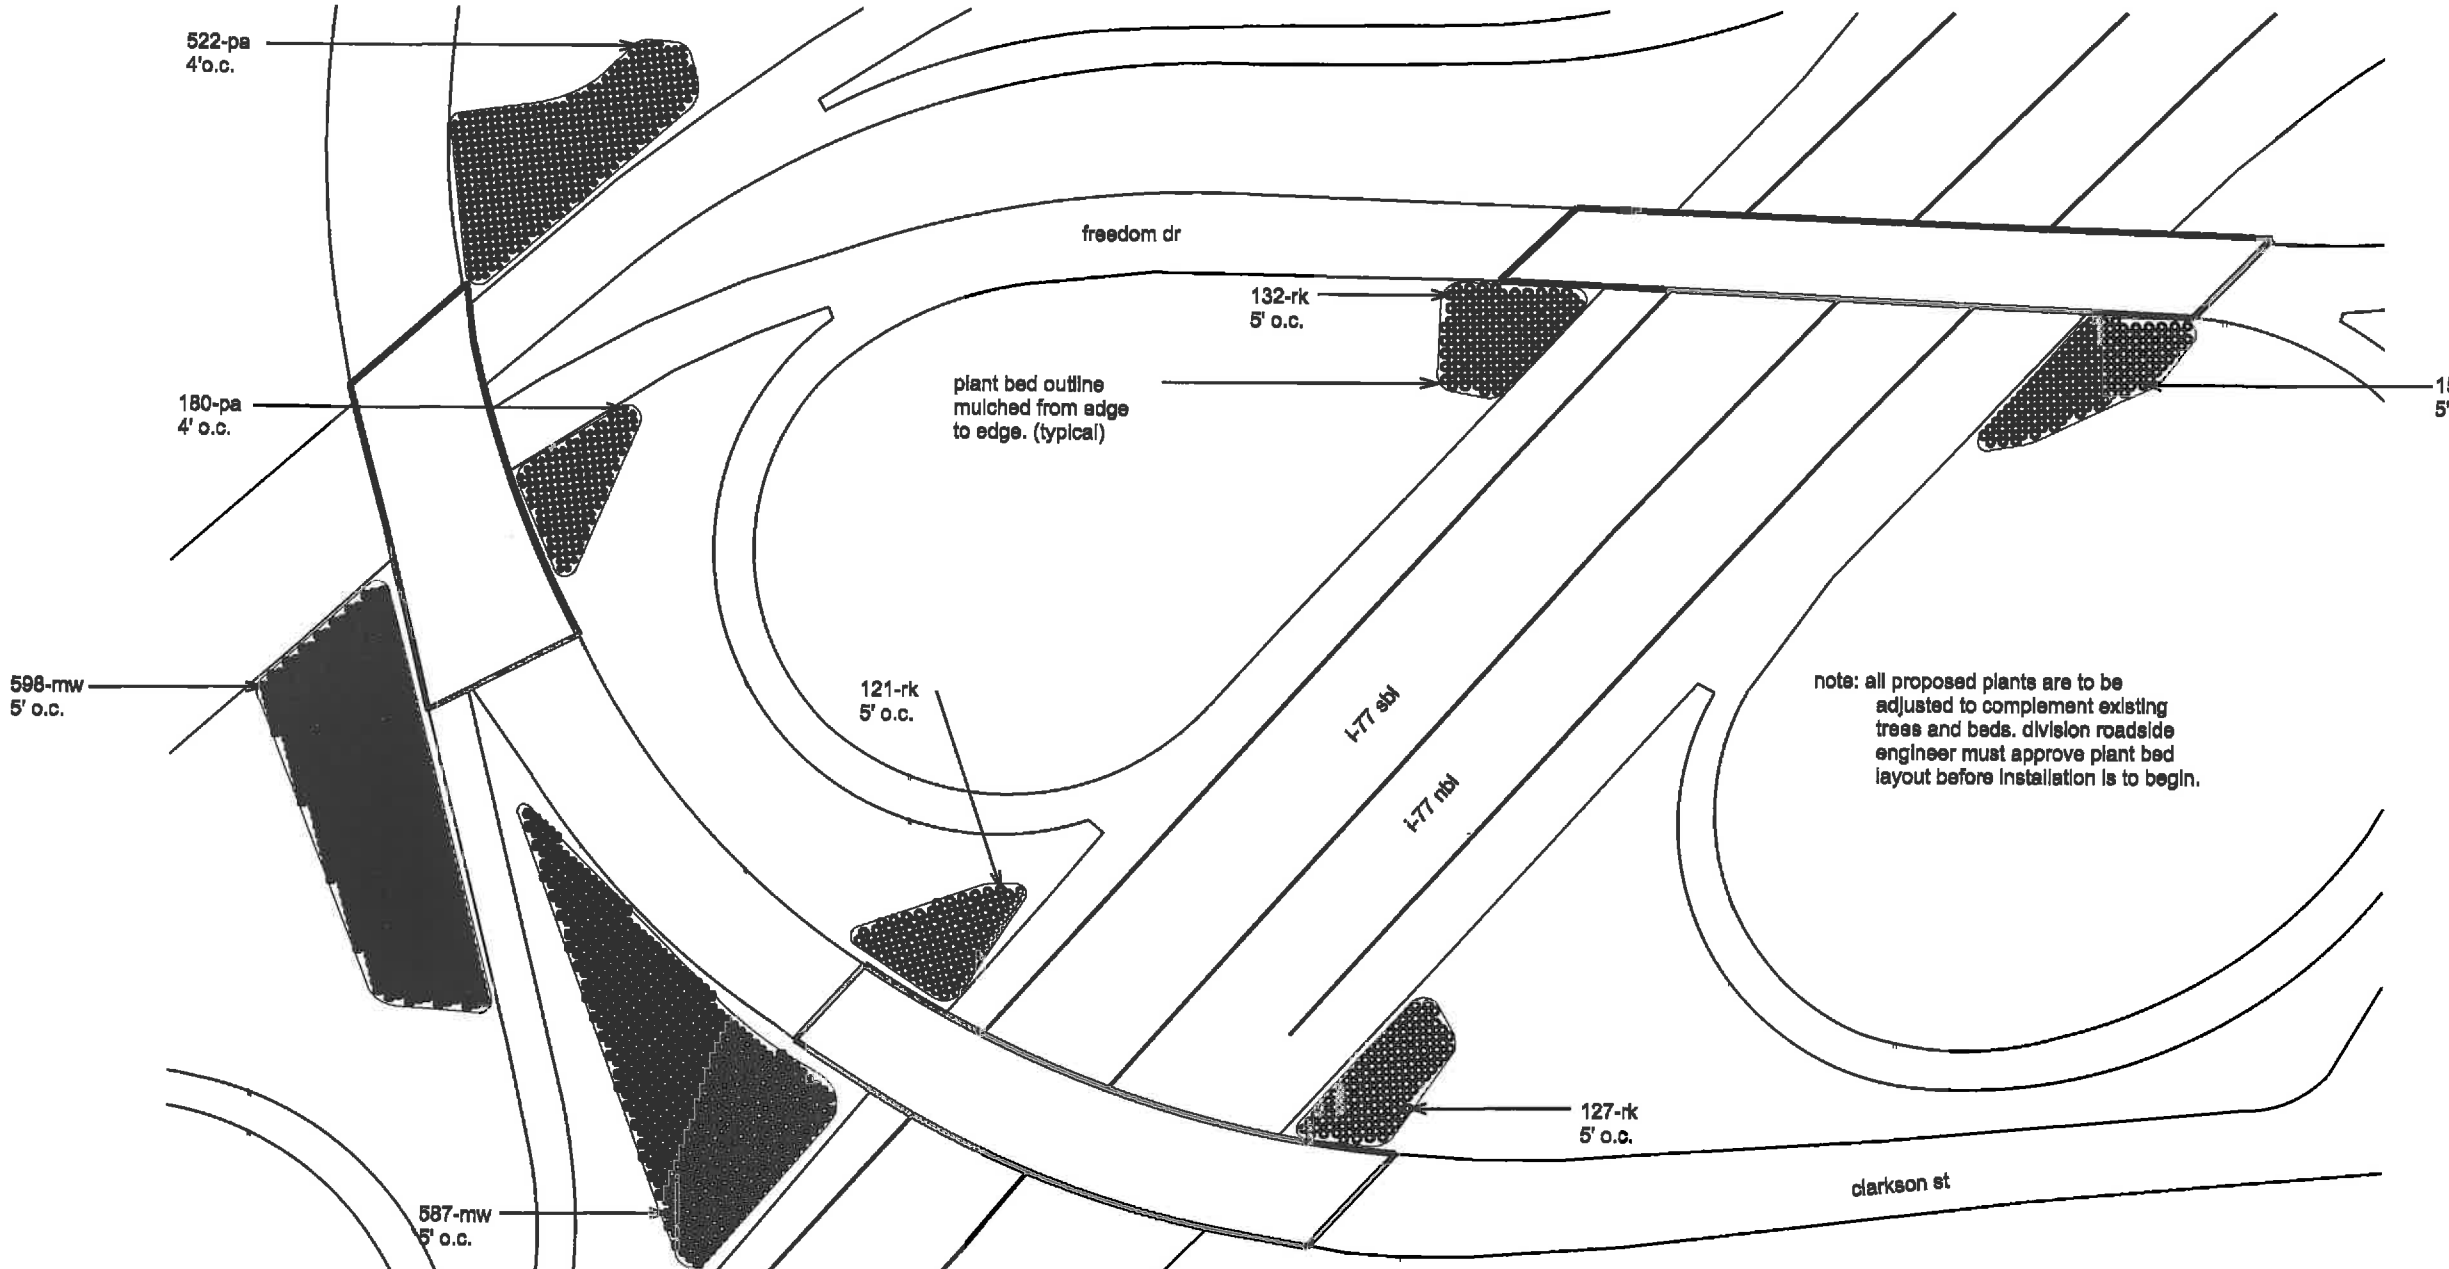 522-pa
4'o.c.
freedom dr
132-rk
5' o.c.
plant bed outline
mulched from edge
to edge. (typical)
180-pa
4' o.c.
598-mw
5' o.c.
121-rk
5' o.c.
i-77 sbl
i-77 nbl
note: all proposed plants are to be
adjusted to complement existing
trees and beds. division roadside
engineer must approve plant bed
layout before installation is to begin.
127-rk
5' o.c.
clarkson st
587-mw
5' o.c.